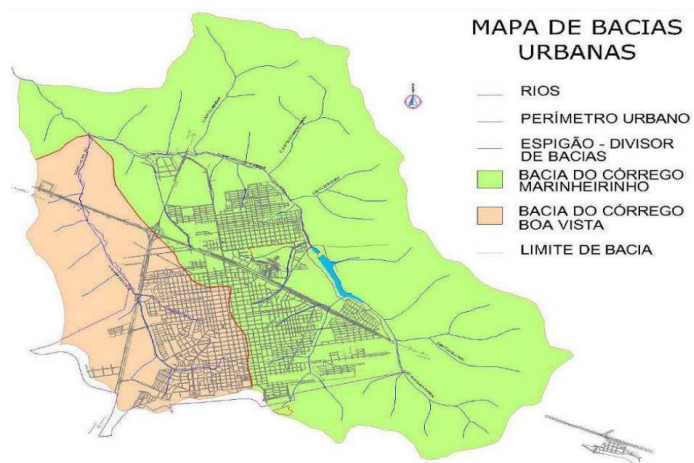 MAPA DE BACIAS
URBANAS
RIOS
PERÍMETRO URBANO
ESPIGÃO - DIVISOR
DE BACIAS
BACIA DO CÓRREGO
MARINHEIRINHO
BACIA DO CÓRREGO
BOA VISTA
LIMITE DE BACIA